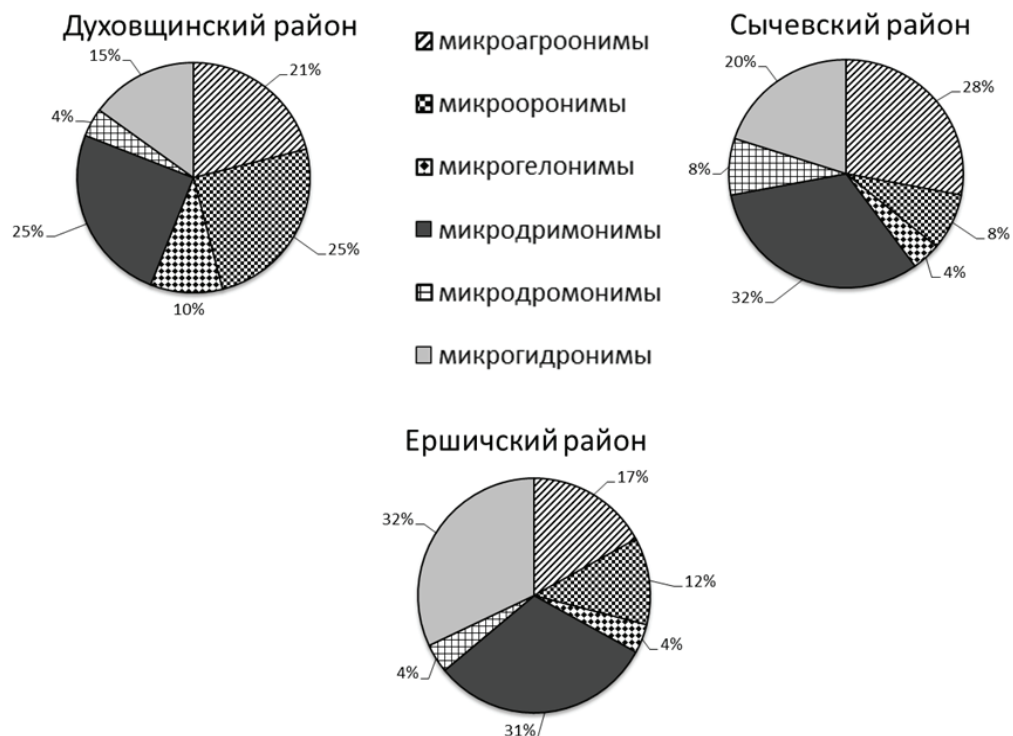 Духовщинский район
15%
21%
4%
25%
25%
10%
микроагроонимы
микрооронимы
микрогелонимы
микродримонимы
микродромонимы
микрогидронимы
Сычевский район
20%
28%
8%
8%
4%
32%
Ершичский район
17%
32%
12%
4%
4%
31%